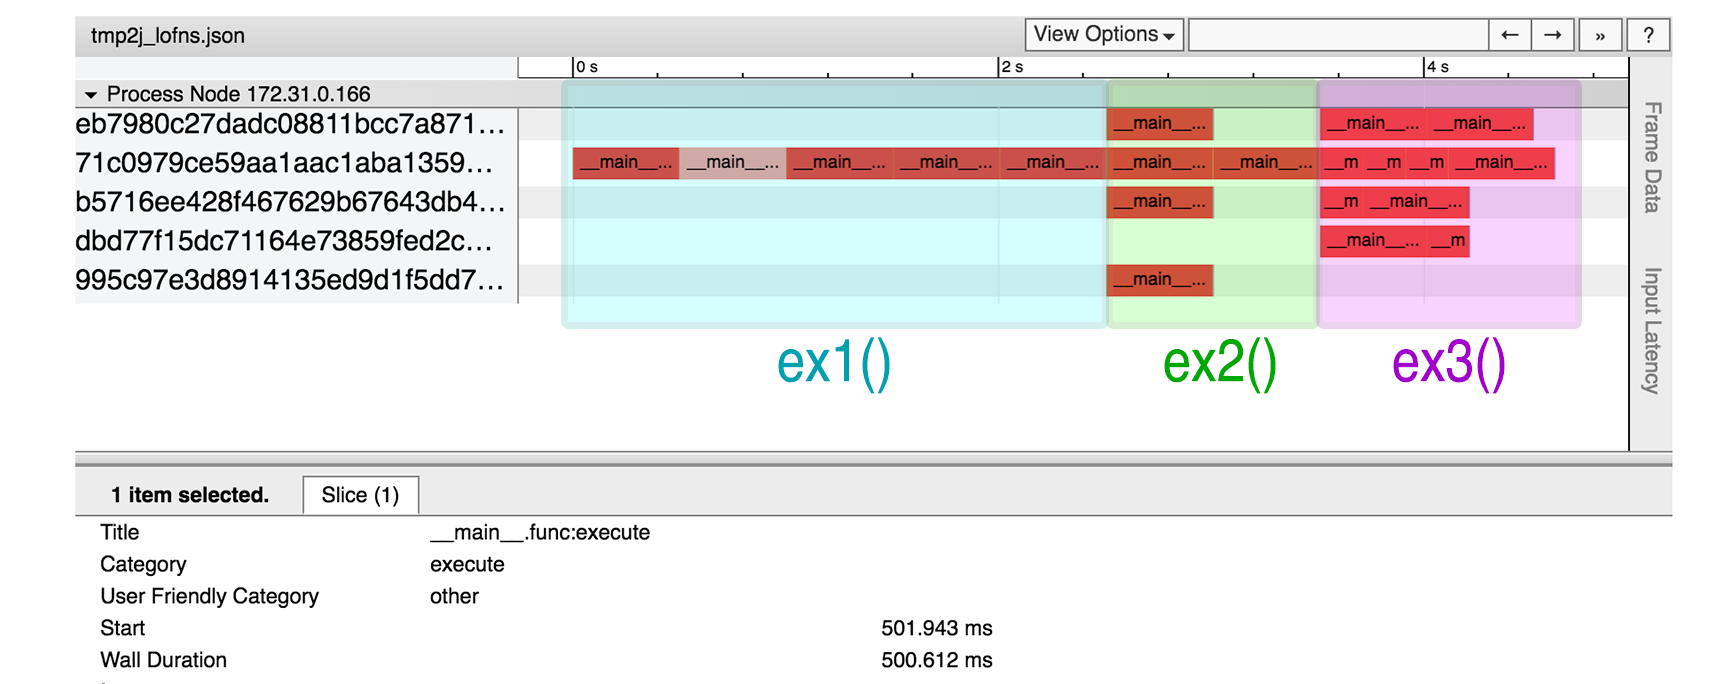 tmp2j_lofns.json
View Options
← → » ?
0 s 2 s 4 s
Process Node 172.31.0.166
eb7980c27dadc08811bcc7a871... __main__... __main__... __main__...
71c0979ce59aa1aac1aba1359... __main__... __main__... __main__... __main__... __main__... __main__... __main__... __m __m __m __main__...
b5716ee428f467629b67643db4... __main__... __m __main__...
dbd77f15dc71164e73859fed2c... __main__... __m
995c97e3d8914135ed9d1f5dd7... __main__...
Frame Data
Input Latency
ex1() ex2() ex3()
1 item selected. Slice (1)
Title __main__.func:execute
Category execute
User Friendly Category other
Start 501.943 ms
Wall Duration 500.612 ms